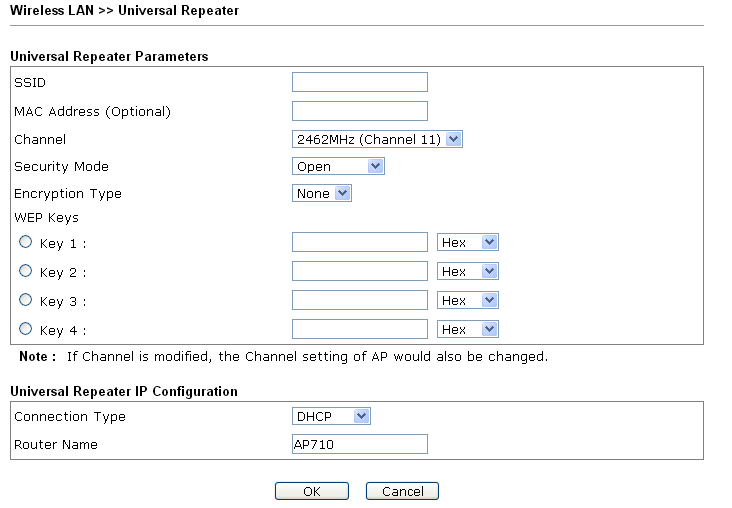 Wireless LAN >> Universal Repeater
Universal Repeater Parameters
SSID
MAC Address (Optional)
Channel 2462MHz (Channel 11)
Security Mode Open
Encryption Type None
WEP Keys
Key 1 : Hex
Key 2 : Hex
Key 3 : Hex
Key 4 : Hex
Note : If Channel is modified, the Channel setting of AP would also be changed.
Universal Repeater IP Configuration
Connection Type DHCP
Router Name AP710
OK Cancel